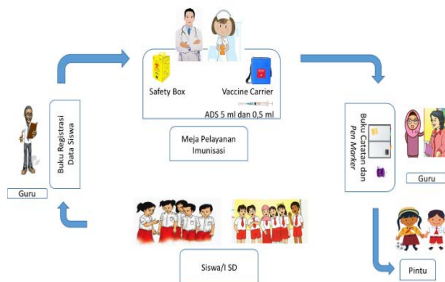 Safety Box
Vaccine Carrier
ADS 5 ml dan 0,5 ml
Meja Pelayanan
Imunisasi
Buku Registrasi
Data Siswa
Guru
Buku Catatan dan
Pen Marker
Guru
Siswa/I SD
Pintu